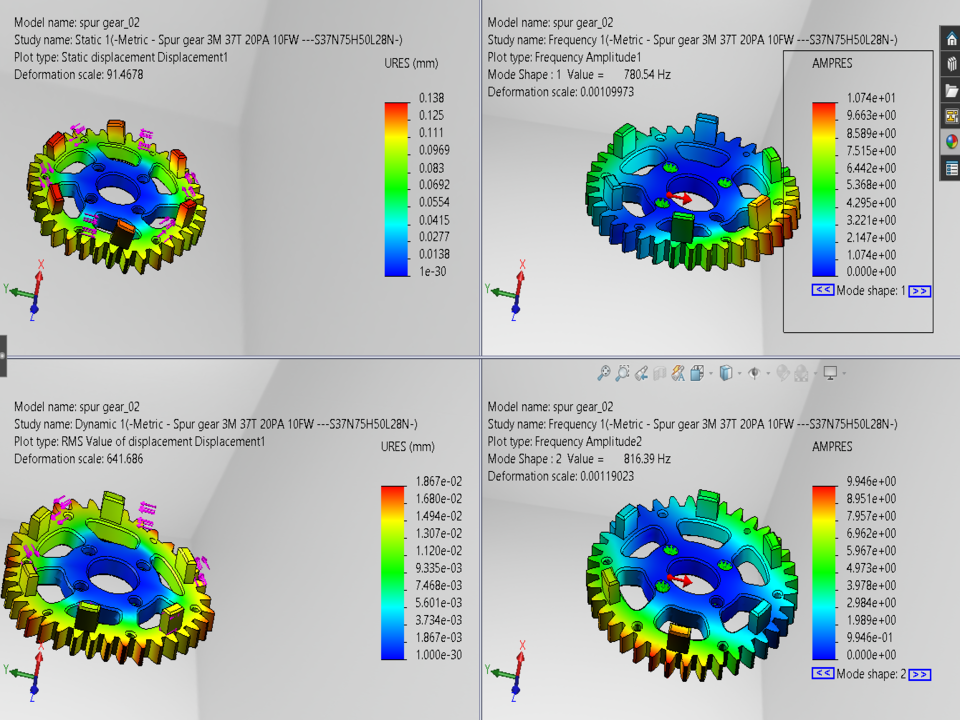 Model name: spur gear_02
Study name: Static 1(-Metric - Spur gear 3M 37T 20PA 10FW ---S37N75H50L28N-)
Plot type: Static displacement Displacement1
Deformation scale: 91.4678
URES (mm)
0.138
0.125
0.111
0.0969
0.083
0.0692
0.0554
0.0415
0.0277
0.0138
1e-30
X
Y
Z
Model name: spur gear_02
Study name: Frequency 1(-Metric - Spur gear 3M 37T 20PA 10FW ---S37N75H50L28N-)
Plot type: Frequency Amplitude1
Mode Shape : 1 Value = 780.54 Hz
Deformation scale: 0.00109973
AMPRES
1.074e+01
9.663e+00
8.589e+00
7.515e+00
6.442e+00
5.368e+00
4.295e+00
3.221e+00
2.147e+00
1.074e+00
0.000e+00
<< Mode shape: 1 >>
X
Y
Z
Model name: spur gear_02
Study name: Dynamic 1(-Metric - Spur gear 3M 37T 20PA 10FW ---S37N75H50L28N-)
Plot type: RMS Value of displacement Displacement1
Deformation scale: 641.686
URES (mm)
1.867e-02
1.680e-02
1.494e-02
1.307e-02
1.120e-02
9.335e-03
7.468e-03
5.601e-03
3.734e-03
1.867e-03
1.000e-30
X
Y
Z
Model name: spur gear_02
Study name: Frequency 1(-Metric - Spur gear 3M 37T 20PA 10FW ---S37N75H50L28N-)
Plot type: Frequency Amplitude2
Mode Shape : 2 Value = 816.39 Hz
Deformation scale: 0.00119023
AMPRES
9.946e+00
8.951e+00
7.957e+00
6.962e+00
5.967e+00
4.973e+00
3.978e+00
2.984e+00
1.989e+00
9.946e-01
0.000e+00
<< Mode shape: 2 >>
X
Y
Z